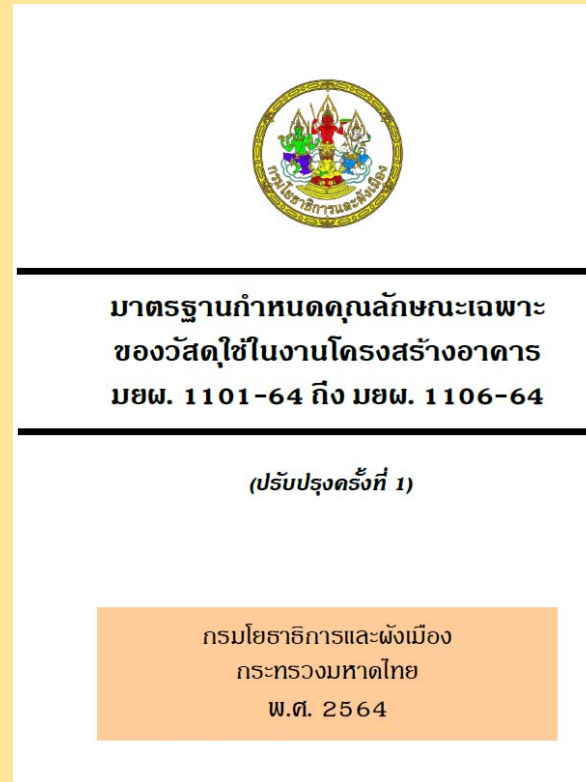 กรมโยธาธิการและผังเมือง
มาตรฐานกำหนดคุณลักษณะเฉพาะ
ของวัสดุใช้ในงานโครงสร้างอาคาร
มยผ. 1101-64 ถึง มยผ. 1106-64
(ปรับปรุงครั้งที่ 1)
กรมโยธาธิการและผังเมือง
กระทรวงมหาดไทย
พ.ศ. 2564